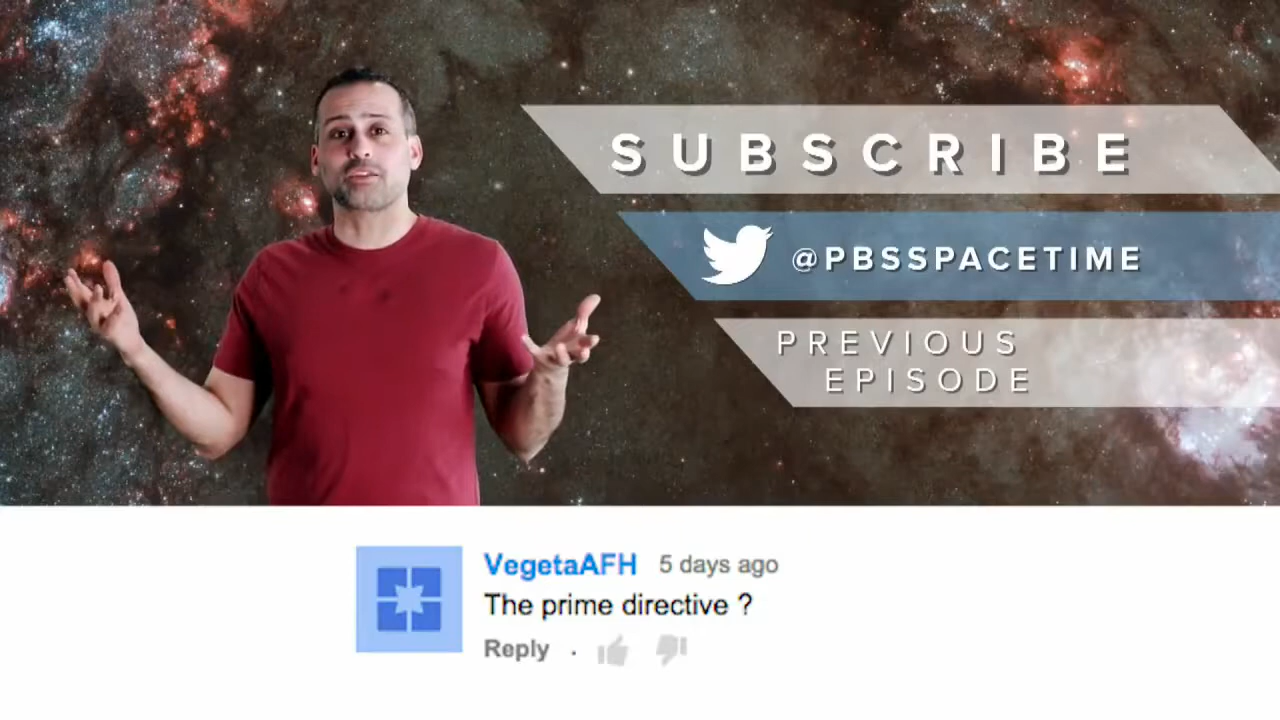 SUBSCRIBE
@PBSSPACETIME
PREVIOUS
EPISODE
VegetaAFH 5 days ago
The prime directive ?
Reply .